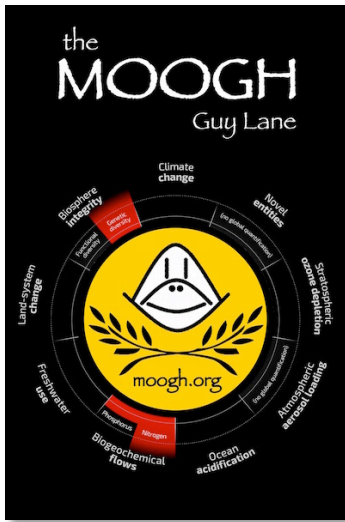 the
MOOGH
Guy Lane
Climate
change
Novel
entities
(no global quantification)
Stratospheric
ozone depletion
Atmospheric
aerosol loading
(no global quantification)
Ocean
acidification
Biogeochemical
flows
Phosphorus
Nitrogen
Freshwater
use
Land-system
change
Biosphere
integrity
Functional
diversity
Genetic
diversity
moogh.org